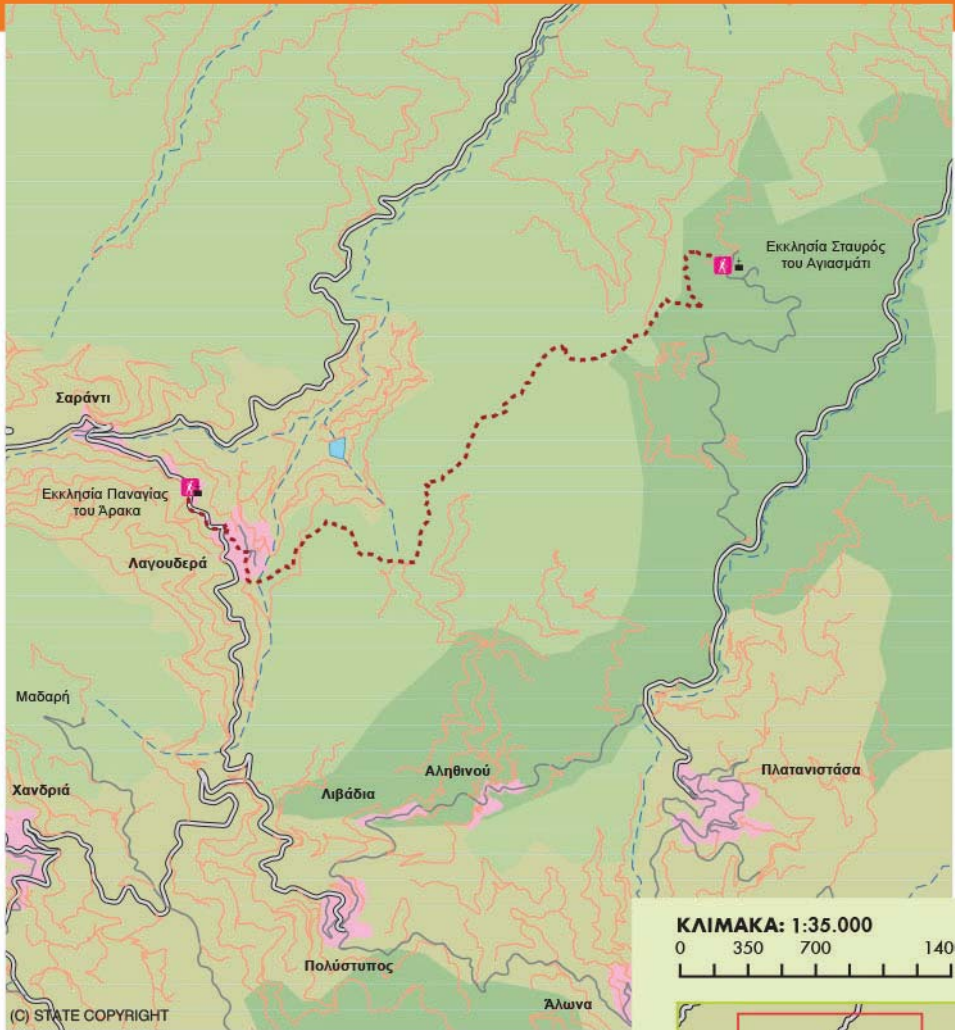 Εκκλησία Σταυρός
του Αγιασμάτι
Σαράντι
Εκκλησία Παναγίας
του Άρακα
Λαγουδερά
Μαδαρή
Χανδριά
Λιβάδια
Αληθινού
Πλατανιστάσα
Πολύστυπος
Άλωνα
ΚΛΙΜΑΚΑ: 1:35.000
0 350 700 140
(C) STATE COPYRIGHT